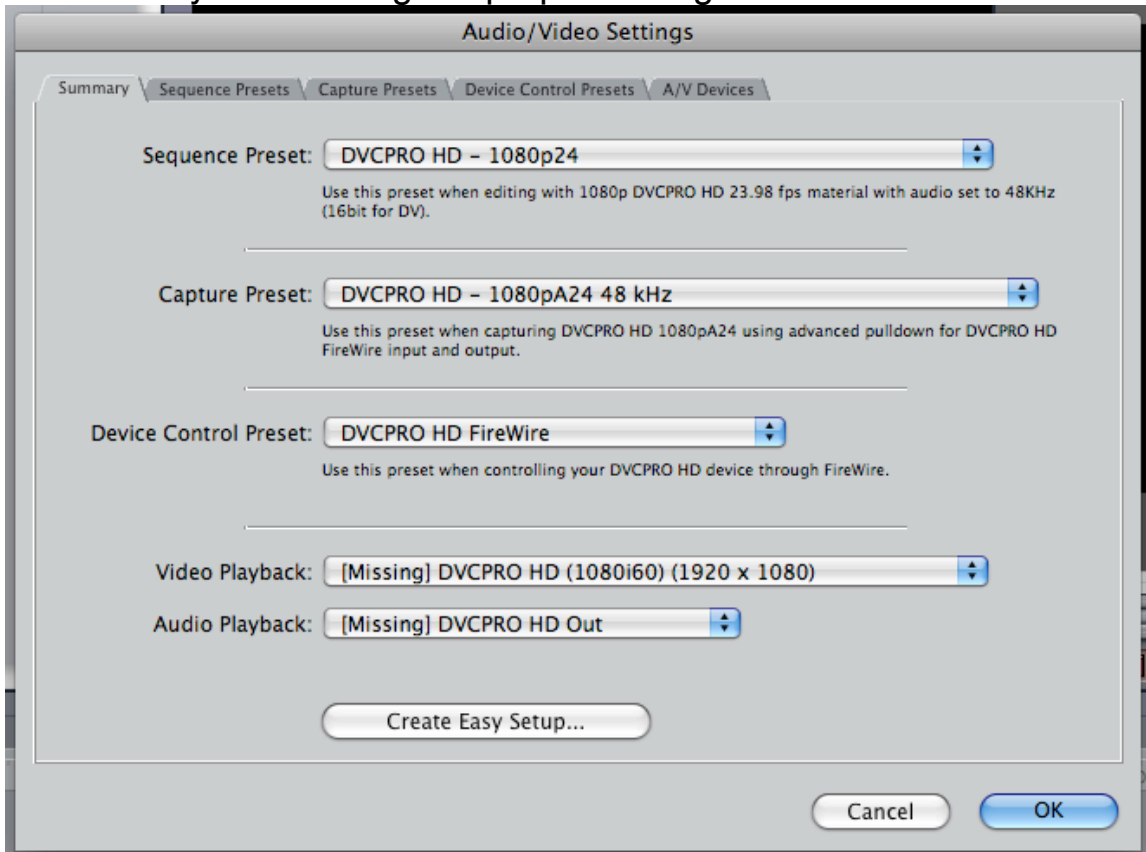 Audio/Video Settings
Summary Sequence Presets Capture Presets Device Control Presets A/V Devices
Sequence Preset: DVCPRO HD – 1080p24
Use this preset when editing with 1080p DVCPRO HD 23.98 fps material with audio set to 48KHz
(16bit for DV).
Capture Preset: DVCPRO HD – 1080pA24 48 kHz
Use this preset when capturing DVCPRO HD 1080pA24 using advanced pulldown for DVCPRO HD
FireWire input and output.
Device Control Preset: DVCPRO HD FireWire
Use this preset when controlling your DVCPRO HD device through FireWire.
Video Playback: [Missing] DVCPRO HD (1080i60) (1920 x 1080)
Audio Playback: [Missing] DVCPRO HD Out
Create Easy Setup...
Cancel OK